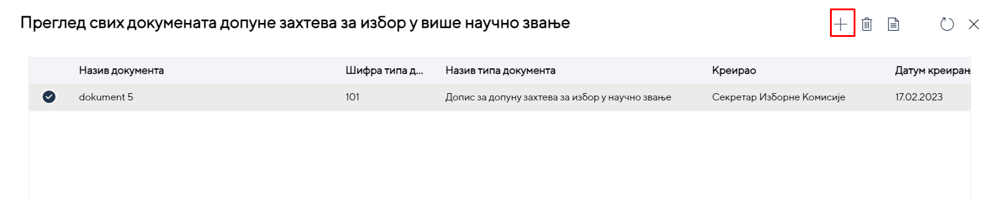 Преглед свих докумената допуне захтева за избор у више научно звање
Назив документа Шифра типа д... Назив типа документа Креирао Датум креирањ
dokument 5 101 Допис за допуну захтева за избор у научно звање Секретар Изборне Комисије 17.02.2023